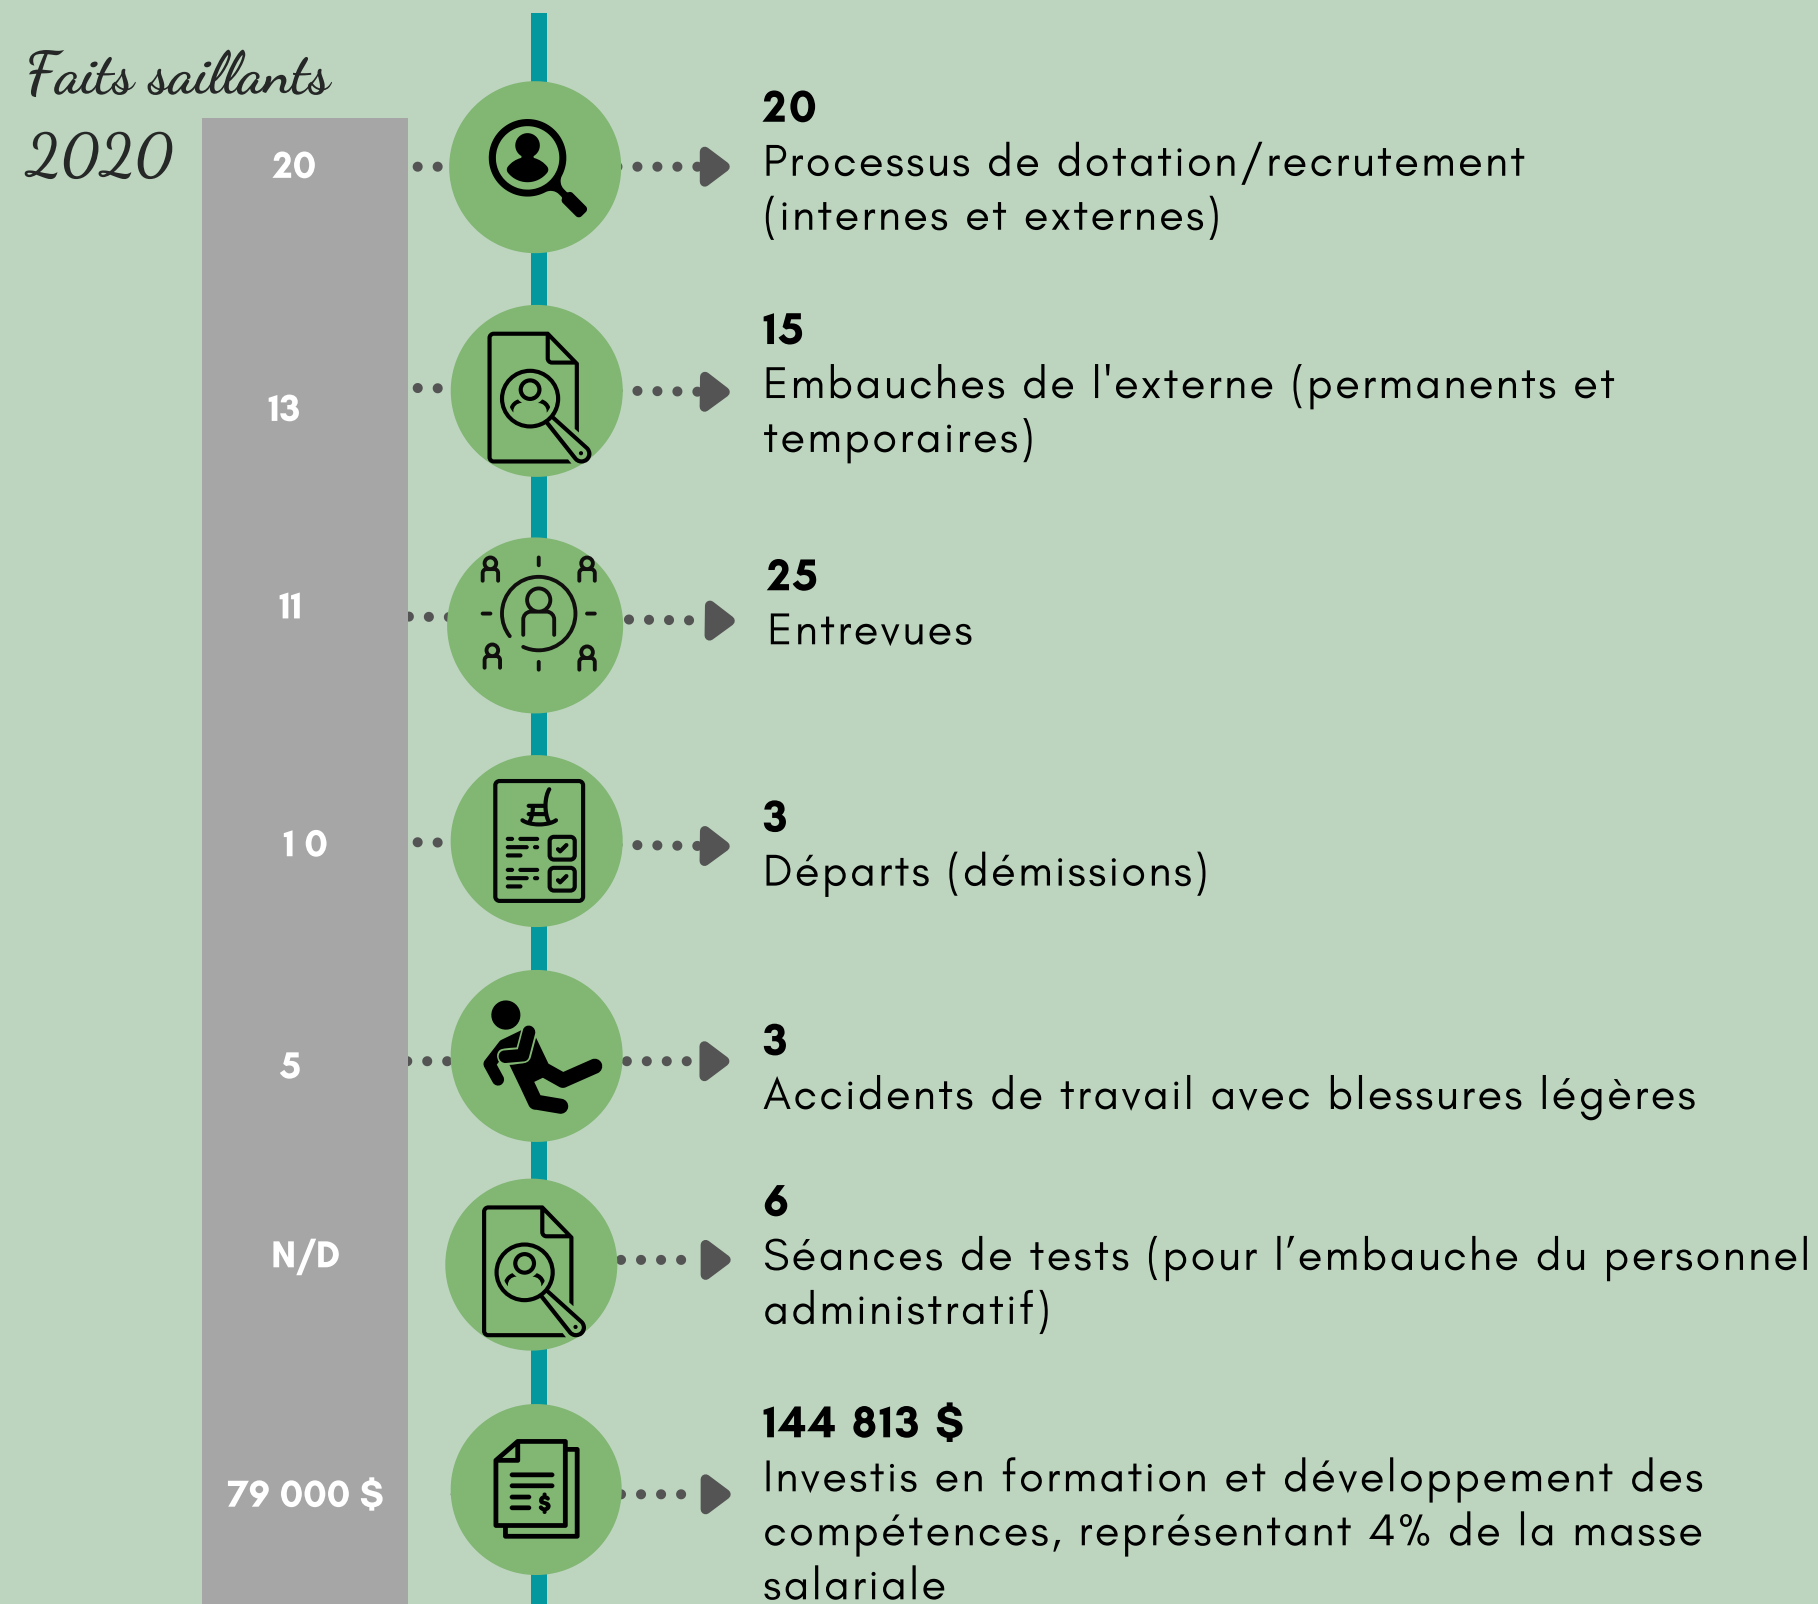 Faits saillants
2020
20
20
Processus de dotation/recrutement
(internes et externes)
13
15
Embauches de l'externe (permanents et
temporaires)
11
25
Entrevues
10
3
Départs (démissions)
5
3
Accidents de travail avec blessures légères
N/D
6
Séances de tests (pour l’embauche du personnel
administratif)
79 000 $
144 813 $
Investis en formation et développement des
compétences, représentant 4% de la masse
salariale
$